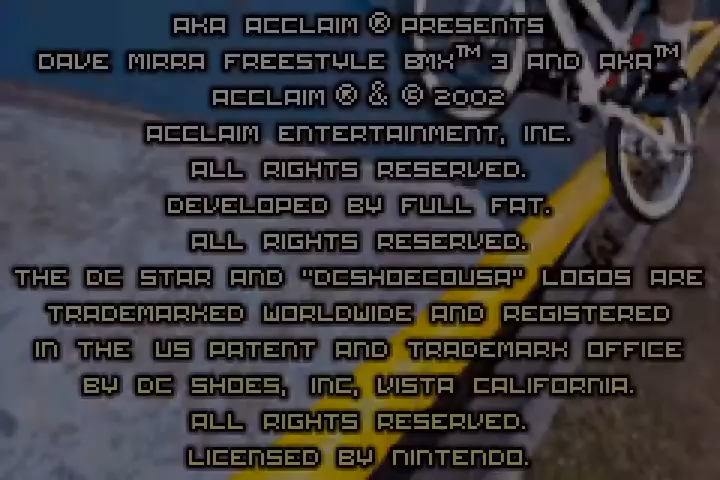 AKA ACCLAIM ® PRESENTS
DAVE MIRRA FREESTYLE BMX™ 3 AND AKA™
ACCLAIM ® & © 2002
ACCLAIM ENTERTAINMENT, INC.
ALL RIGHTS RESERVED.
DEVELOPED BY FULL FAT.
ALL RIGHTS RESERVED.
THE DC STAR AND "DCSHOECOUSA" LOGOS ARE
TRADEMARKED WORLDWIDE AND REGISTERED
IN THE US PATENT AND TRADEMARK OFFICE
BY DC SHOES, INC, VISTA CALIFORNIA.
ALL RIGHTS RESERVED.
LICENSED BY NINTENDO.